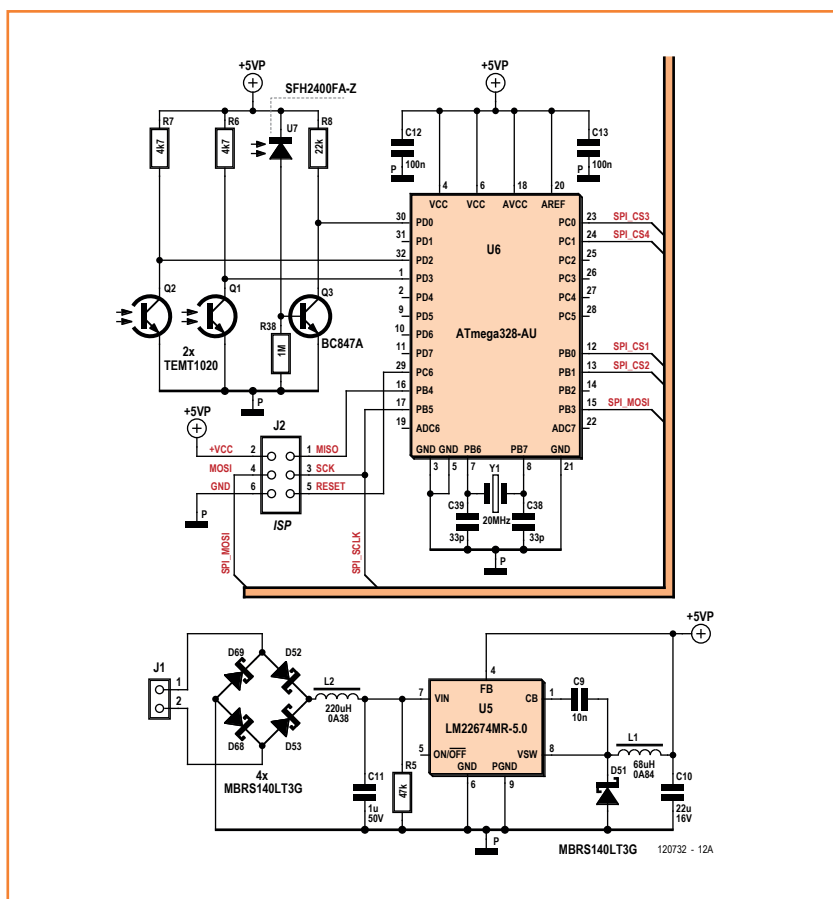 +5VP
+5VP
SFH2400FA-Z
R7
R6
U7
R8
4k7
4k7
22k
C12
100n
P
C13
100n
P
4
6
18
20
VCC
VCC
AVCC
AREF
U6
ATmega328-AU
30 PD0
31 PD1
32 PD2
1 PD3
2 PD4
9 PD5
10 PD6
11 PD7
29 PC6
16 PB4
17 PB5
19 ADC6
PC0 23 SPI_CS3
PC1 24 SPI_CS4
PC2 25
PC3 26
PC4 27
PC5 28
PB0 12 SPI_CS1
PB1 13 SPI_CS2
PB2 14
PB3 15 SPI_MOSI
ADC7 22
GND GND PB6 PB7 GND
3 5 7 8 21
Q2
Q1
Q3
2x
TEMT1020
R38
1M
BC847A
P
+5VP
J2
+VCC 2 1 MISO
MOSI 4 3 SCK
GND 6 5 RESET
P
ISP
SPI_MOSI
SPI_SCLK
Y1
20MHz
C39
33p
C38
33p
P
+5VP
J1
1
2
D69
D52
D68
D53
4x
MBRS140LT3G
L2
220uH
0A38
C11
1u
50V
R5
47k
4
FB
7 VIN
CB 1
U5
LM22674MR-5.0
5 ON/OFF
VSW 8
GND PGND
6 9
C9
10n
L1
68uH
0A84
D51
C10
22u
16V
P
MBRS140LT3G
120732 - 12A